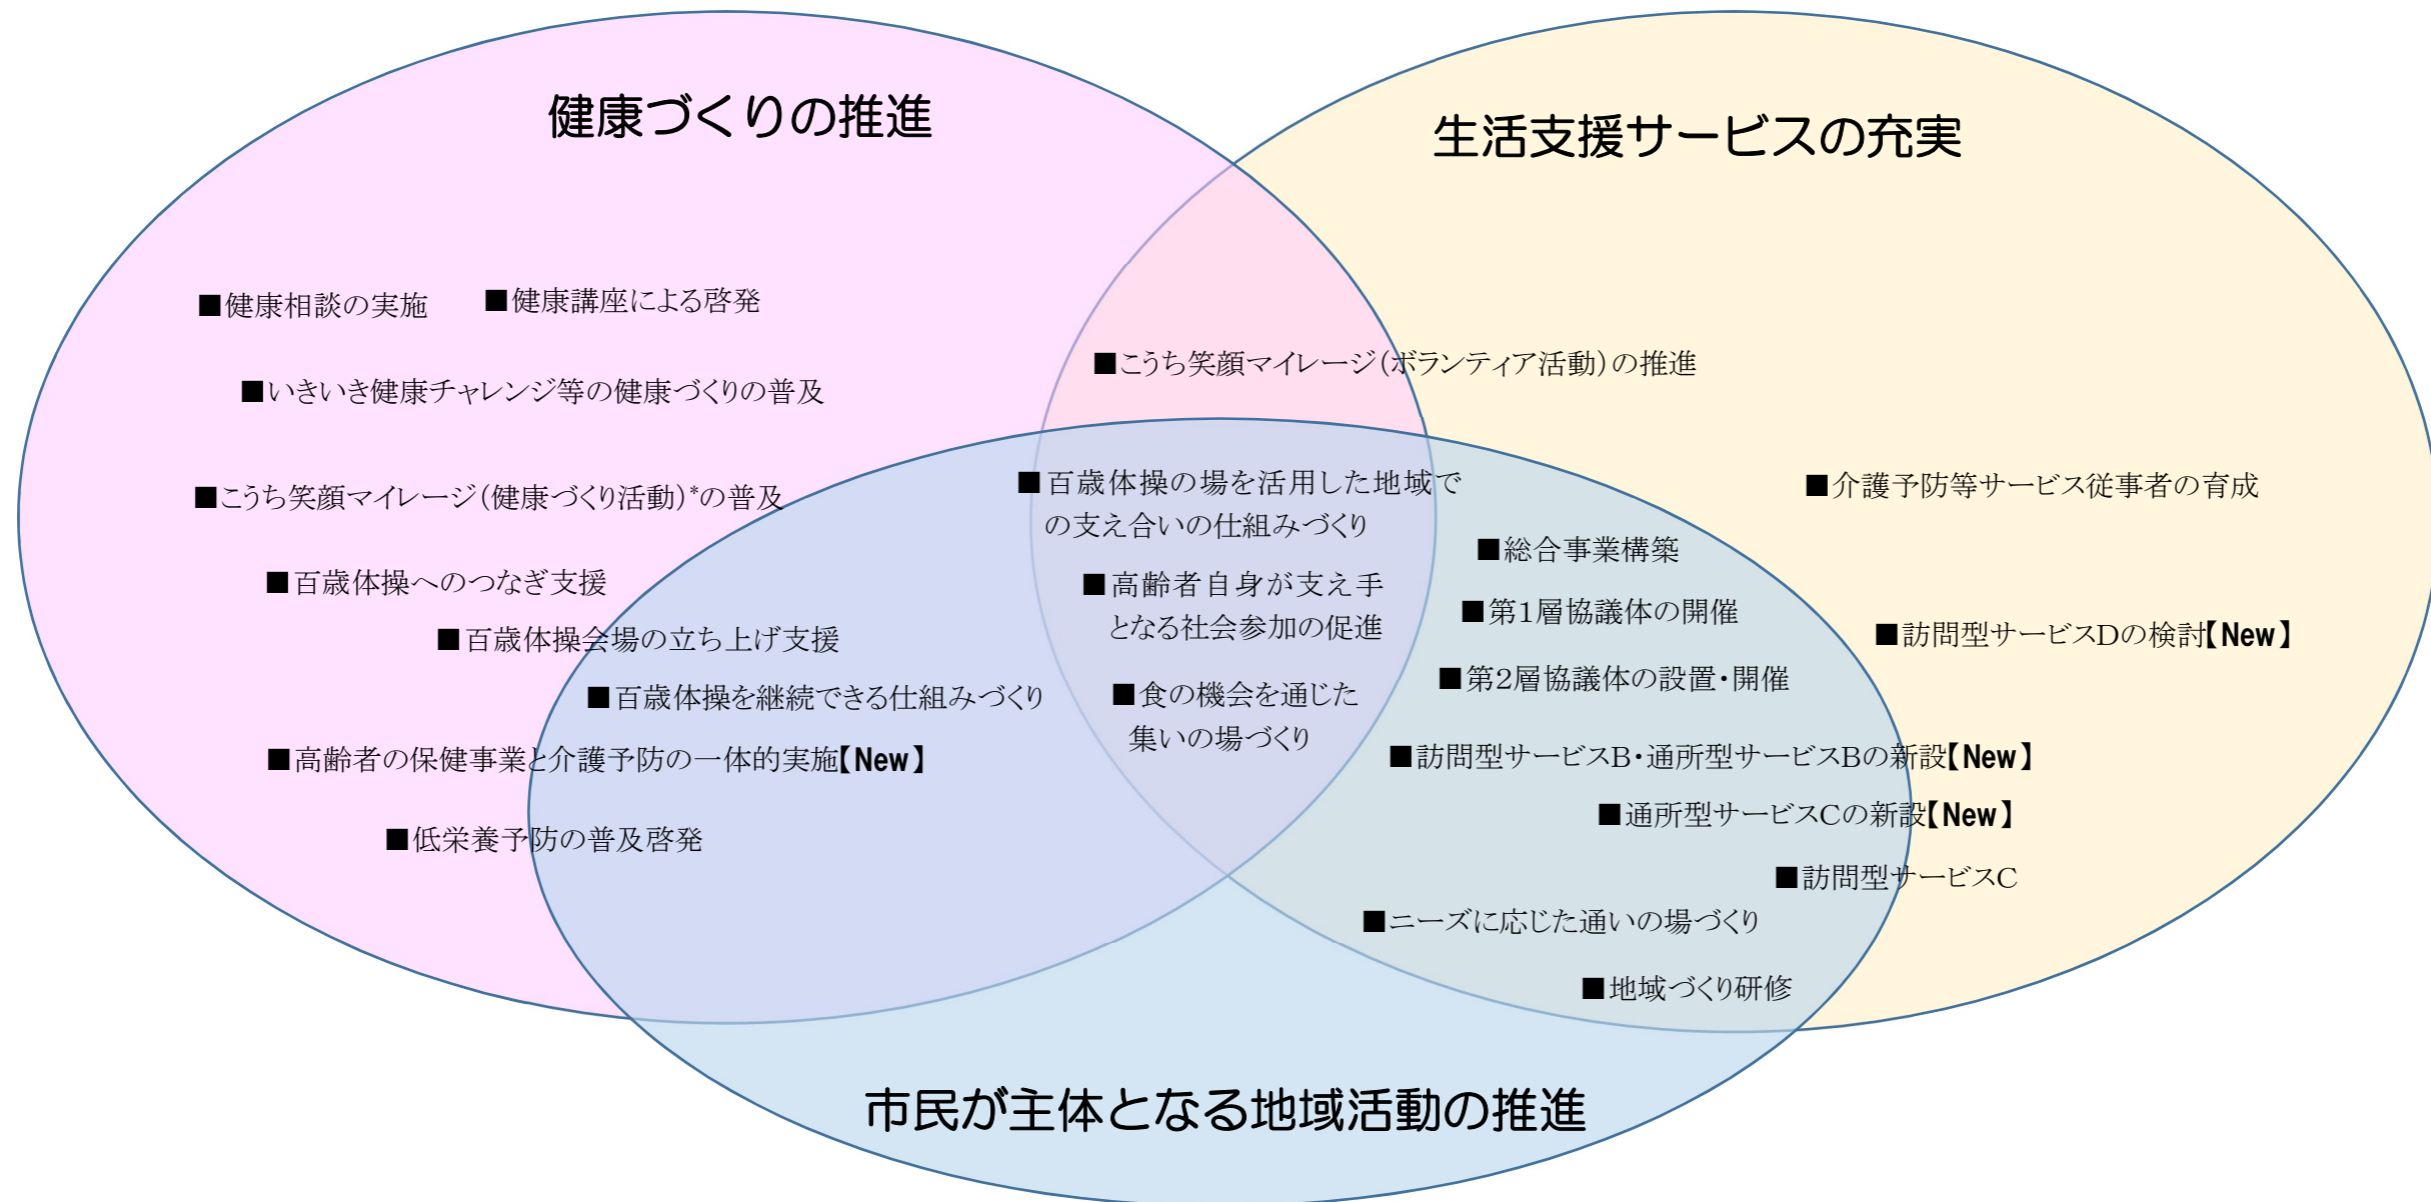 健康づくりの推進
生活支援サービスの充実
■健康相談の実施
■健康講座による啓発
■いきいき健康チャレンジ等の健康づくりの普及
■こうち笑顔マイレージ(健康づくり活動)*の普及
■百歳体操へのつなぎ支援
■百歳体操会場の立ち上げ支援
■百歳体操を継続できる仕組みづくり
■高齢者の保健事業と介護予防の一体的実施【New】
■低栄養予防の普及啓発
■こうち笑顔マイレージ(ボランティア活動)の推進
■百歳体操の場を活用した地域で
の支え合いの仕組みづくり
■高齢者自身が支え手
となる社会参加の促進
■食の機会を通じた
集いの場づくり
■介護予防等サービス従事者の育成
■総合事業構築
■第1層協議体の開催
■訪問型サービスDの検討【New】
■第2層協議体の設置・開催
■訪問型サービスB・通所型サービスBの新設【New】
■通所型サービスCの新設【New】
■訪問型サービスC
■ニーズに応じた通いの場づくり
■地域づくり研修
市民が主体となる地域活動の推進